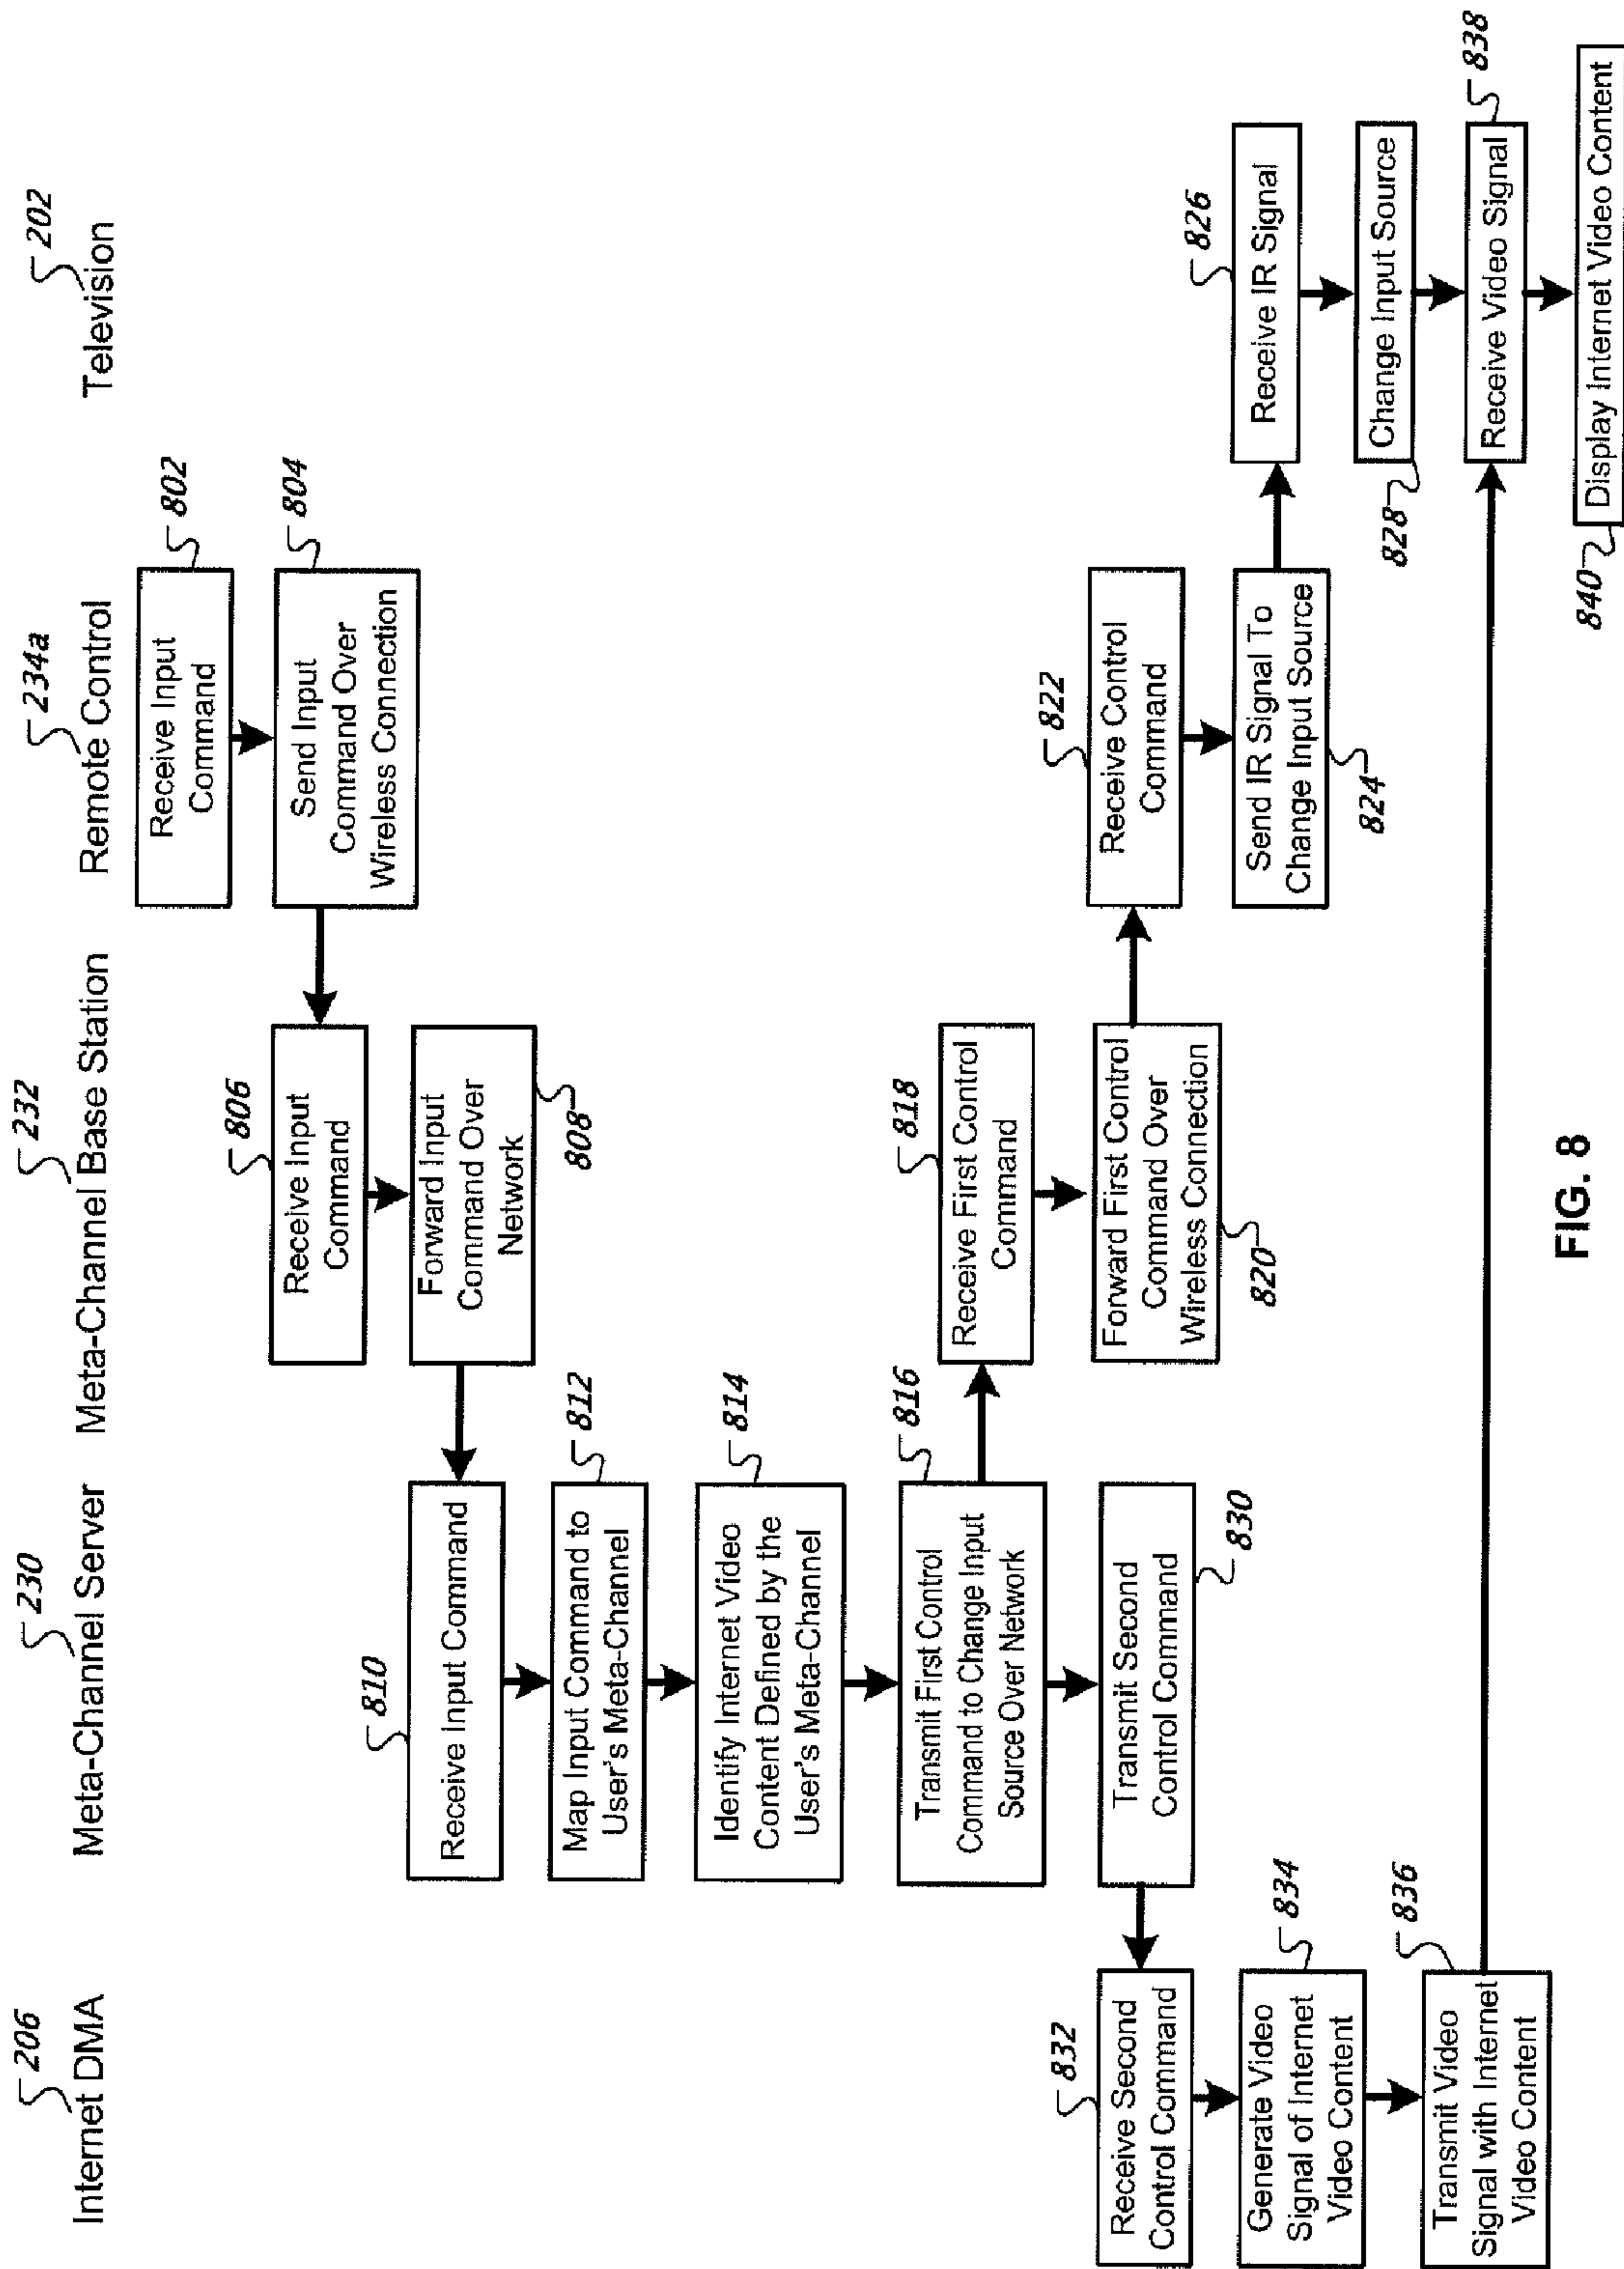 206
Internet DMA
230
Meta-Channel Server
232
Meta-Channel Base Station
234a
Remote Control
202
Television
802
Receive Input
Command
804
Send Input
Command Over
Wireless Connection
806
Receive Input
Command
Forward Input
Command Over
Network
808
810
Receive Input Command
812
Map Input Command to
User's Meta-Channel
814
Identify Internet Video
Content Defined by the
User's Meta-Channel
816
Transmit First Control
Command to Change Input
Source Over Network
818
Receive First Control
Command
Forward First Control
Command Over
Wireless Connection
820
822
Receive Control
Command
Send IR Signal To
Change Input Source
824
826
Receive IR Signal
Change Input Source
828
Transmit Second
Control Command
830
832
Receive Second
Control Command
834
Generate Video
Signal of Internet
Video Content
836
Transmit Video
Signal with Internet
Video Content
838
Receive Video Signal
840
Display Internet Video Content
FIG. 8